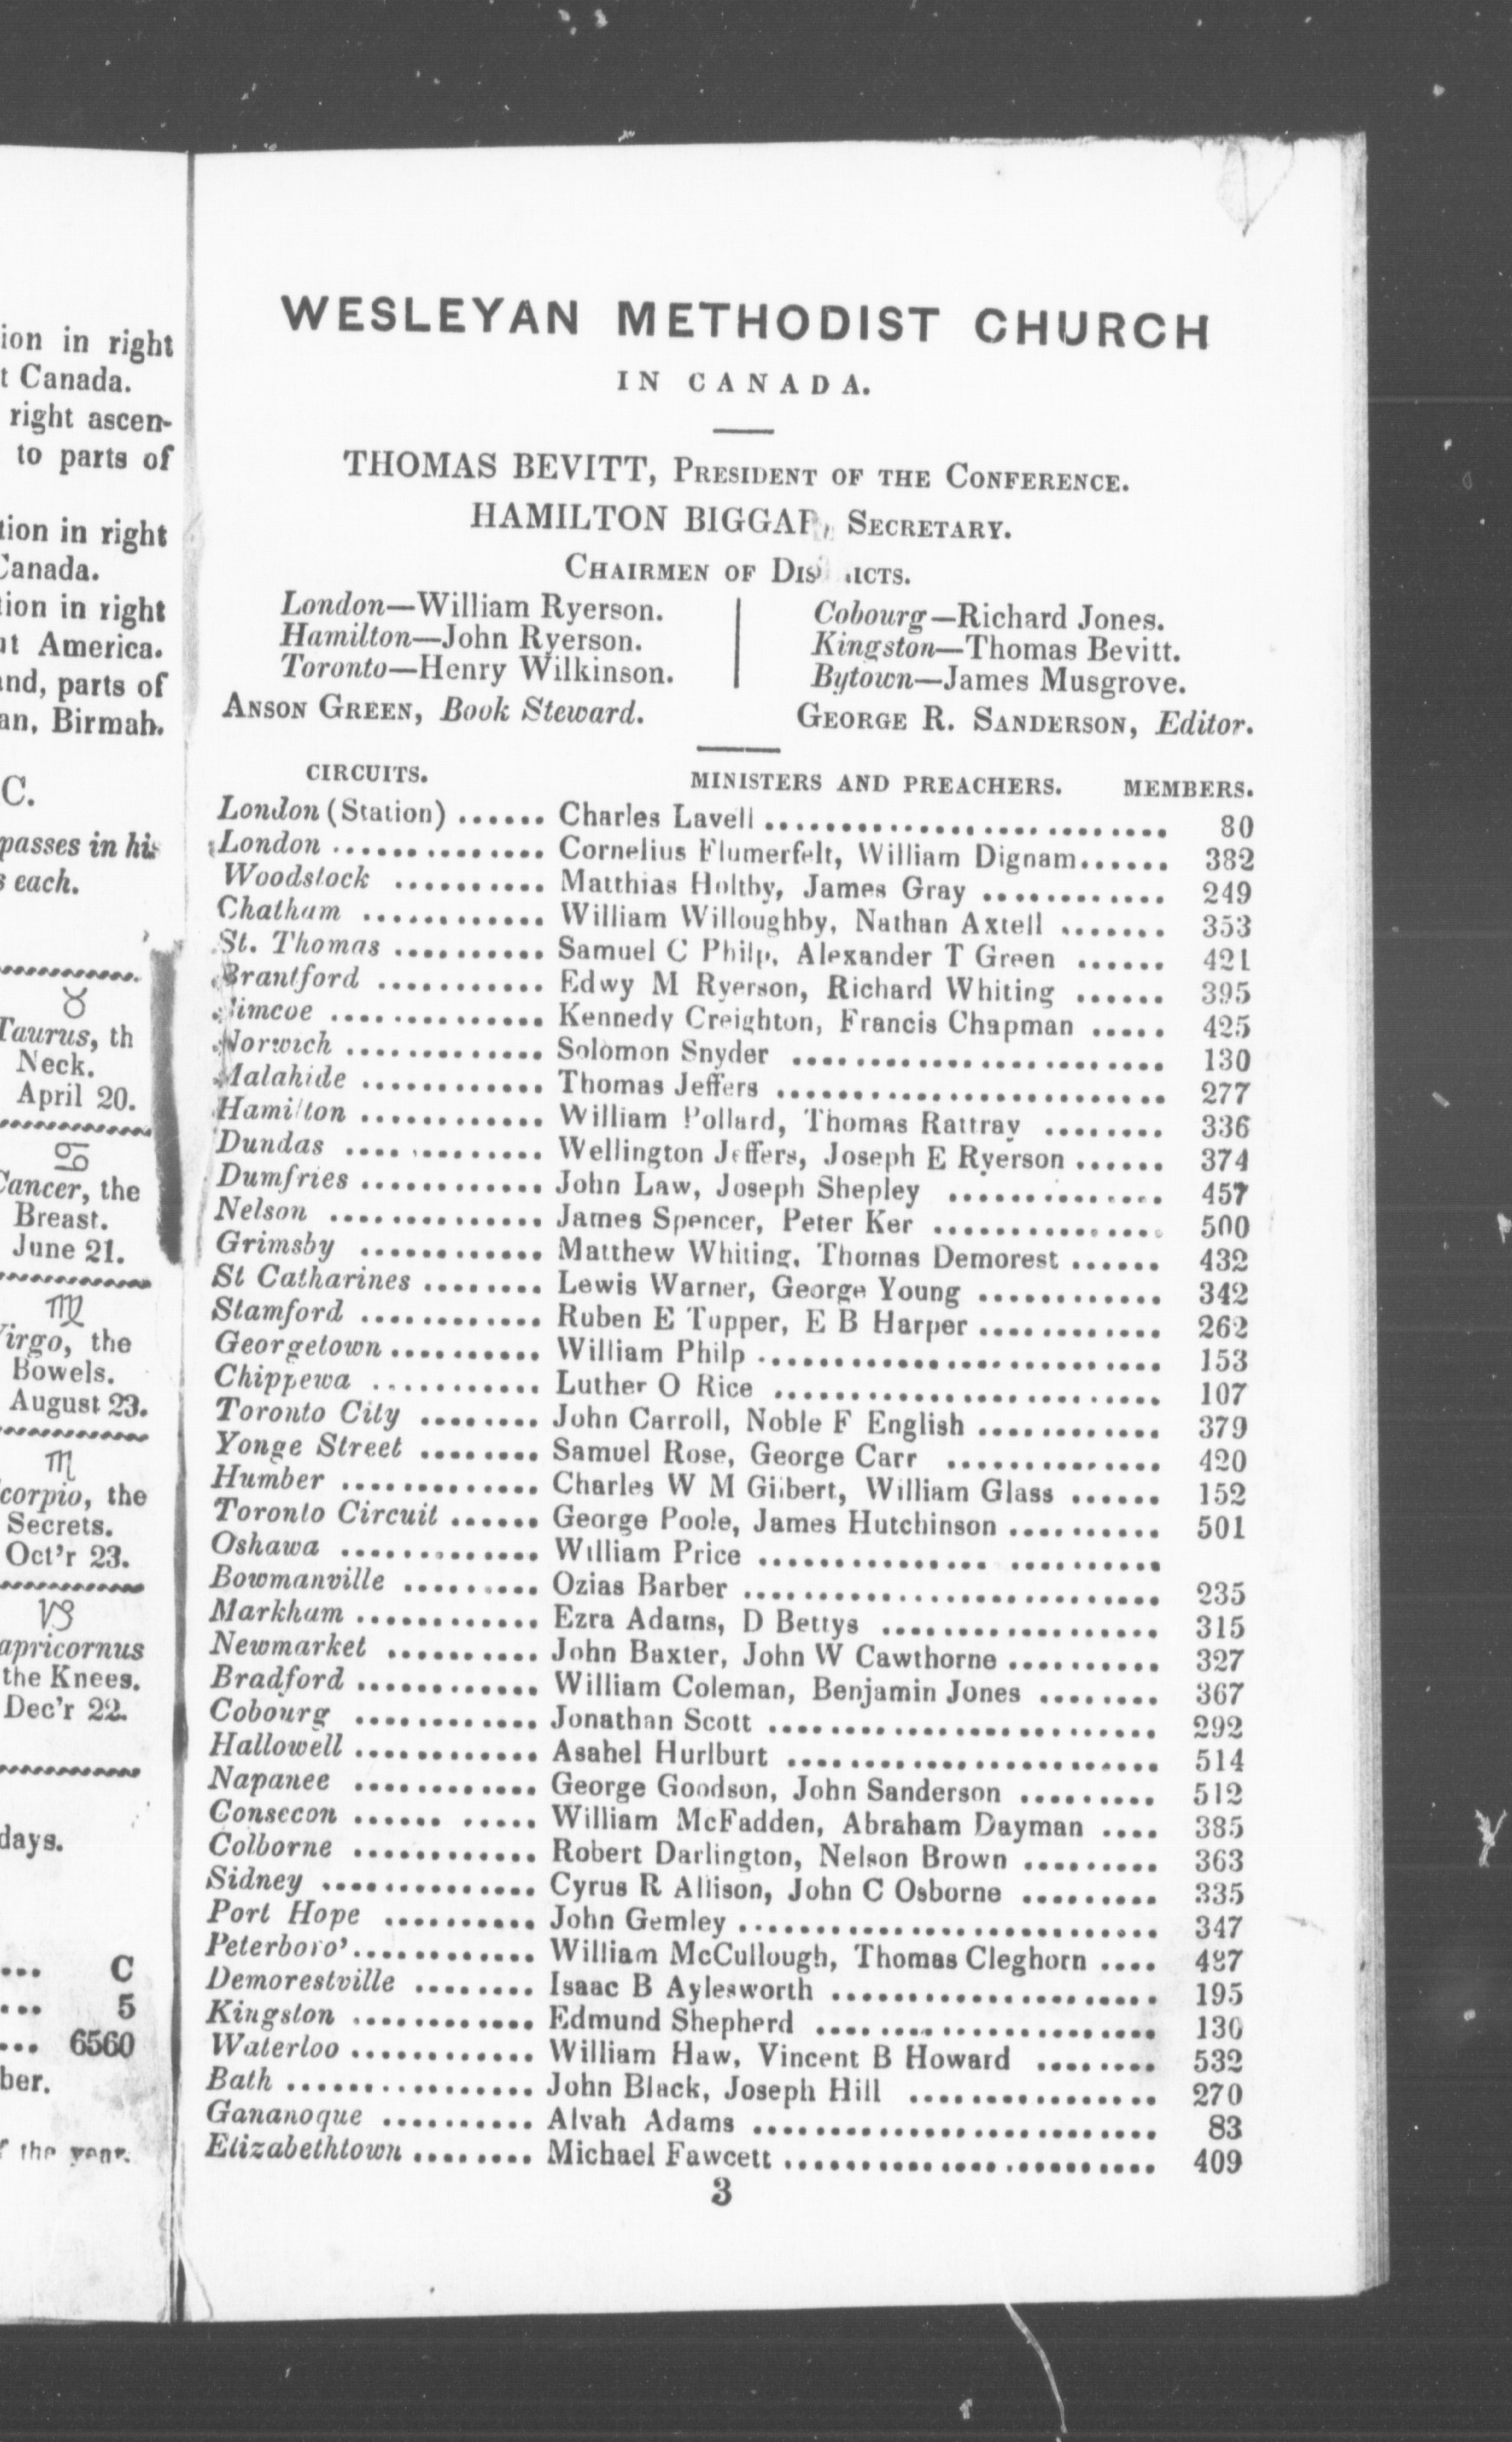 ion in right
t Canada.
right ascen-
to parts of
tion in right
Canada.
ion in right
ut America.
and, parts of
an, Birmah.
C.
passes in his
s each.
♉
Taurus, th
Neck.
April 20.
♋
Cancer, the
Breast.
June 21.
♍
Virgo, the
Bowels.
August 23.
♏
corpio, the
Secrets.
Oct'r 23.
♑
apricornus
the Knees.
Dec'r 22.
days.
... C
... 5
... 6560
ber.
the year.
WESLEYAN METHODIST CHURCH
IN CANADA.
THOMAS BEVITT, PRESIDENT OF THE CONFERENCE.
HAMILTON BIGGAR, SECRETARY.
CHAIRMEN OF DISTRICTS.
London—William Ryerson.
Hamilton—John Ryerson.
Toronto—Henry Wilkinson.
Cobourg—Richard Jones.
Kingston—Thomas Bevitt.
Bytown—James Musgrove.
ANSON GREEN, Book Steward. GEORGE R. SANDERSON, Editor.
CIRCUITS. MINISTERS AND PREACHERS. MEMBERS.
London (Station) ...... Charles Lavell ...... 80
London ...... Cornelius Flumerfelt, William Dignam ...... 382
Woodstock ...... Matthias Holtby, James Gray ...... 249
Chatham ...... William Willoughby, Nathan Axtell ...... 353
St. Thomas ...... Samuel C Philp, Alexander T Green ...... 421
Brantford ...... Edwy M Ryerson, Richard Whiting ...... 395
Simcoe ...... Kennedy Creighton, Francis Chapman ..... 425
Norwich ...... Solomon Snyder ...... 130
Malahide ...... Thomas Jeffers ...... 277
Hamilton ...... William Pollard, Thomas Rattray ...... 336
Dundas ...... Wellington Jeffers, Joseph E Ryerson ...... 374
Dumfries ...... John Law, Joseph Shepley ...... 457
Nelson ...... James Spencer, Peter Ker ...... 500
Grimsby ...... Matthew Whiting, Thomas Demorest ...... 432
St Catharines ...... Lewis Warner, George Young ...... 342
Stamford ...... Ruben E Tupper, E B Harper ...... 262
Georgetown ...... William Philp ...... 153
Chippewa ...... Luther O Rice ...... 107
Toronto City ...... John Carroll, Noble F English ...... 379
Yonge Street ...... Samuel Rose, George Carr ...... 420
Humber ...... Charles W M Gilbert, William Glass ...... 152
Toronto Circuit ...... George Poole, James Hutchinson ...... 501
Oshawa ...... William Price ......
Bowmanville ...... Ozias Barber ...... 235
Markham ...... Ezra Adams, D Bettys ...... 315
Newmarket ...... John Baxter, John W Cawthorne ...... 327
Bradford ...... William Coleman, Benjamin Jones ...... 367
Cobourg ...... Jonathan Scott ...... 292
Hallowell ...... Asahel Hurlburt ...... 514
Napanee ...... George Goodson, John Sanderson ...... 512
Consecon ...... William McFadden, Abraham Dayman .... 385
Colborne ...... Robert Darlington, Nelson Brown ...... 363
Sidney ...... Cyrus R Allison, John C Osborne ...... 335
Port Hope ...... John Gemley ...... 347
Peterboro' ...... William McCullough, Thomas Cleghorn .... 487
Demorestville ...... Isaac B Aylesworth ...... 195
Kingston ...... Edmund Shepherd ...... 130
Waterloo ...... William Haw, Vincent B Howard ...... 532
Bath ...... John Black, Joseph Hill ...... 270
Gananoque ...... Alvah Adams ...... 83
Elizabethtown ...... Michael Fawcett ...... 409
3